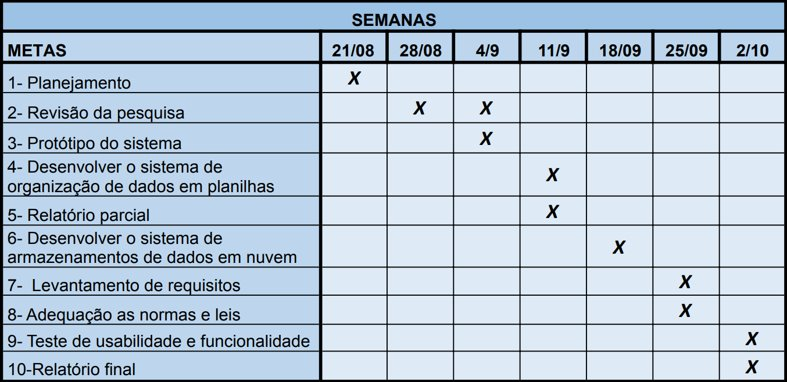 SEMANAS
METAS 21/08 28/08 4/9 11/9 18/09 25/09 2/10
1- Planejamento X
2- Revisão da pesquisa X X
3- Protótipo do sistema X
4- Desenvolver o sistema de
organização de dados em planilhas X
5- Relatório parcial X
6- Desenvolver o sistema de
armazenamentos de dados em nuvem X
7- Levantamento de requisitos X
8- Adequação as normas e leis X
9- Teste de usabilidade e funcionalidade X
10-Relatório final X